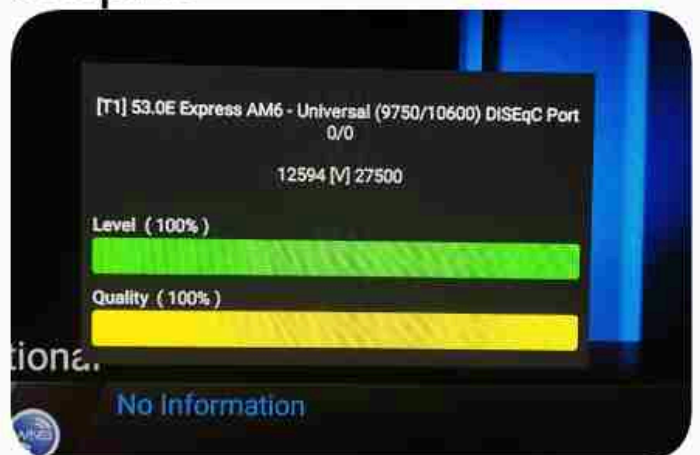 [T1] 53.0E Express AM6 - Universal (9750/10600) DISEqC Port
0/0
12594 [V] 27500
Level ( 100% )
Quality ( 100% )
No Information